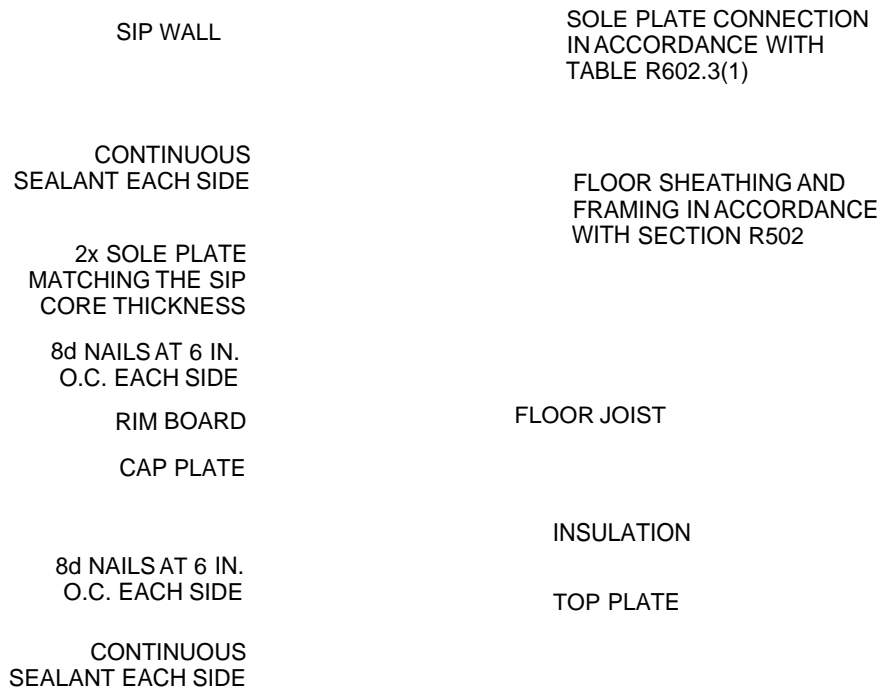 SIP WALL
CONTINUOUS
SEALANT EACH SIDE
2x SOLE PLATE
MATCHING THE SIP
CORE THICKNESS
8d NAILS AT 6 IN.
O.C. EACH SIDE
RIM BOARD
CAP PLATE
8d NAILS AT 6 IN.
O.C. EACH SIDE
CONTINUOUS
SEALANT EACH SIDE
SOLE PLATE CONNECTION
IN ACCORDANCE WITH
TABLE R602.3(1)
FLOOR SHEATHING AND
FRAMING IN ACCORDANCE
WITH SECTION R502
FLOOR JOIST
INSULATION
TOP PLATE